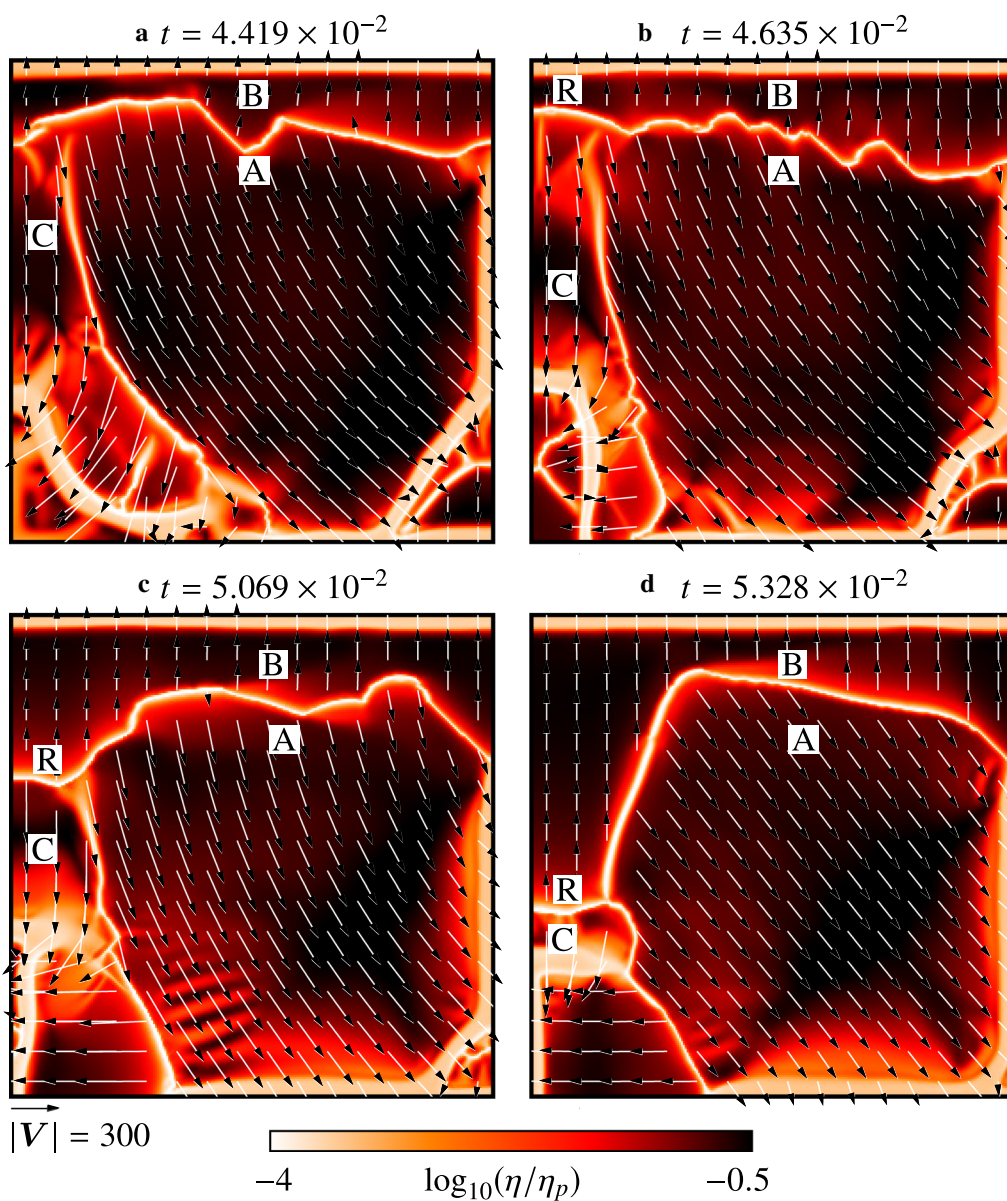 a t = 4.419 × 10⁻²
b t = 4.635 × 10⁻²
B
A
C
R
B
A
C
c t = 5.069 × 10⁻²
d t = 5.328 × 10⁻²
B
A
R
C
B
A
R
C
|V| = 300
−4 log₁₀(η/ηₚ) −0.5